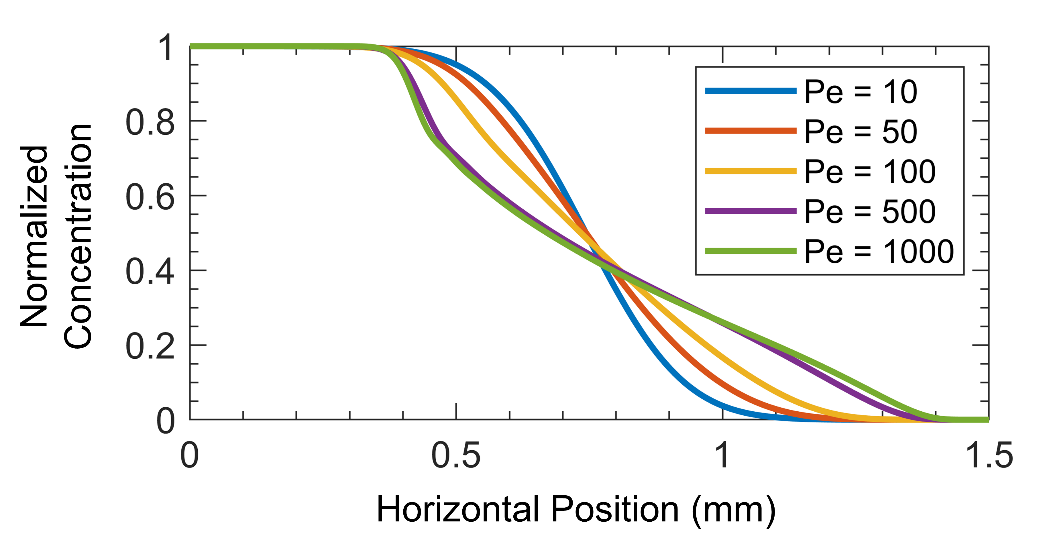 Normalized
Concentration
1
0.8
0.6
0.4
0.2
0
0
0.5
1
1.5
Horizontal Position (mm)
Pe = 10
Pe = 50
Pe = 100
Pe = 500
Pe = 1000